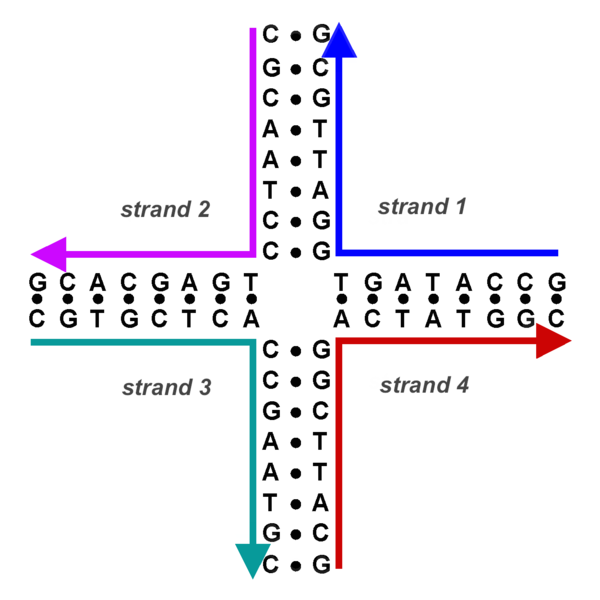 C • G
G • C
C • G
A • T
A • T
T • A
strand 2 strand 1
C • G
C • G
G C A C G A G T T G A T A C C G
• • • • • • • • • • • • • • • •
C G T G C T C A A C T A T G G C
C • G
strand 3 strand 4
C • G
G • C
A • T
A • T
T • A
G • C
C • G